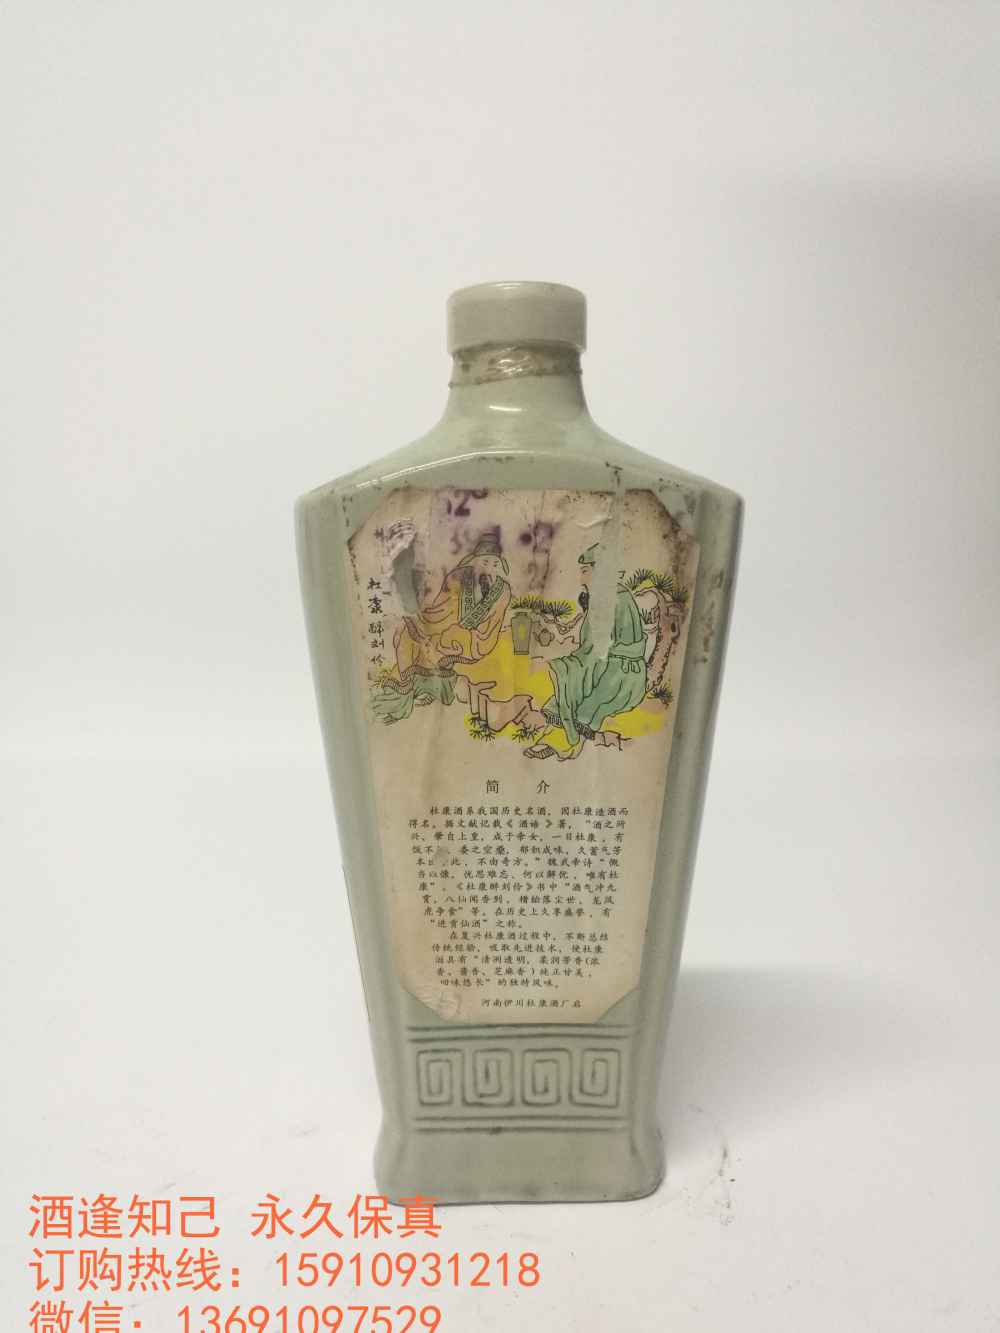 杜康醉刘伶
简 介
杜康酒系我国历史名酒，因杜康造酒而
得名。据文献记载《酒诰》著，“酒之所
兴，肇自上皇，成于帝女，一曰杜康，有
饭不 委之空桑，郁积成味，久蓄气芳
本出 此，不由奇方。”魏武帝诗“慨
当以慷，忧思难忘、何以解忧，唯有杜
康”，《杜康醉刘伶》书中“酒气冲九
霄，八仙闻香到，糟粕落尘世、龙凤
虎争食”等。在历史上久享盛誉，有
“进贡仙酒”之称。
在复兴杜康酒过程中，不断总结
传统经验，吸取先进技术，使杜康
酒具有“清洌透明，柔润芳香(浓
香、酱香、芝麻香)纯正甘美，
回味悠长”的独特风味。
河南伊川杜康酒厂启
酒逢知己 永久保真
订购热线：15910931218
微信：13691097529